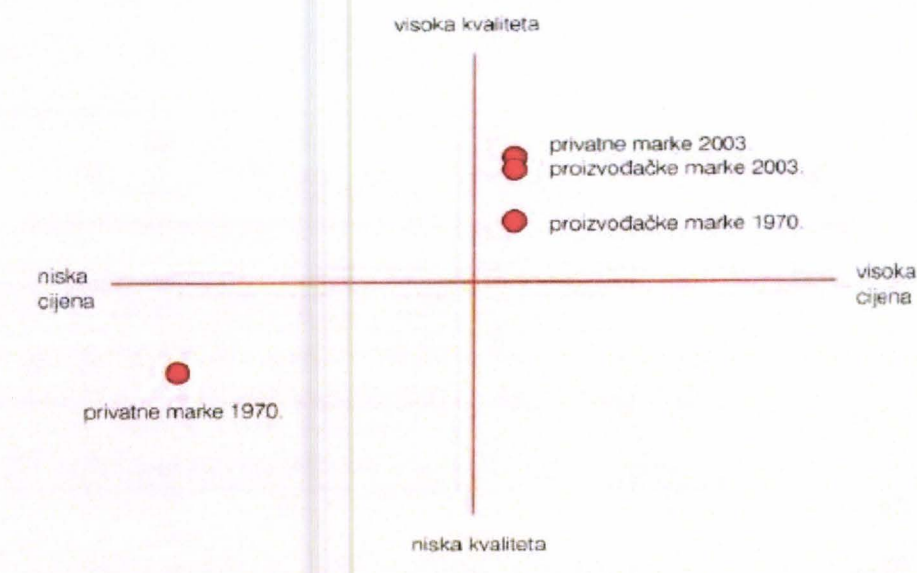 visoka kvaliteta
privatne marke 2003.
proizvođačke marke 2003.
proizvođačke marke 1970.
niska
cijena
visoka
cijena
privatne marke 1970.
niska kvaliteta